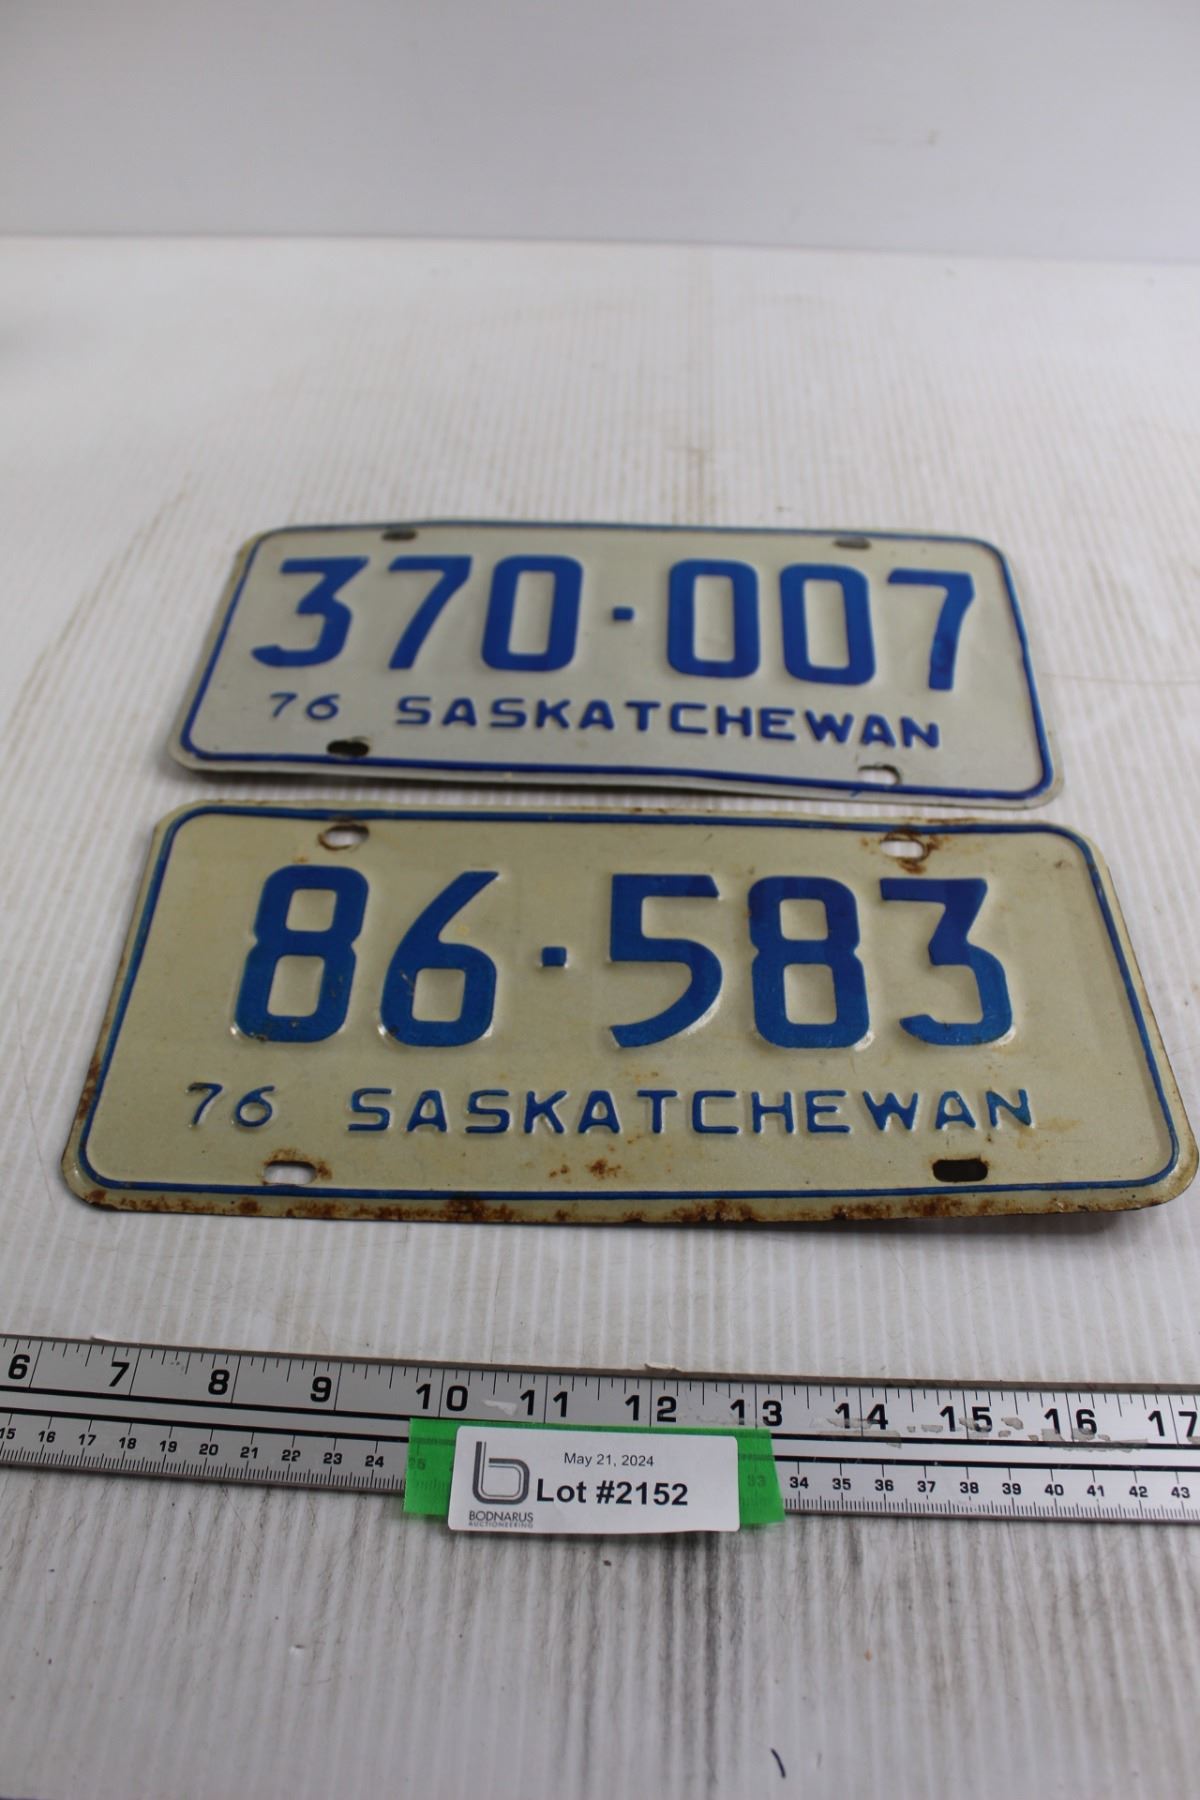 370·007
76 SASKATCHEWAN
86·583
76 SASKATCHEWAN
6 7 8 9 10 11 12 13 14 15 16 17
15 16 17 18 19 20 21 22 23 24 25 33 34 35 36 37 38 39 40 41 42 43
May 21, 2024
Lot #2152
BODNARUS
AUCTIONEERING